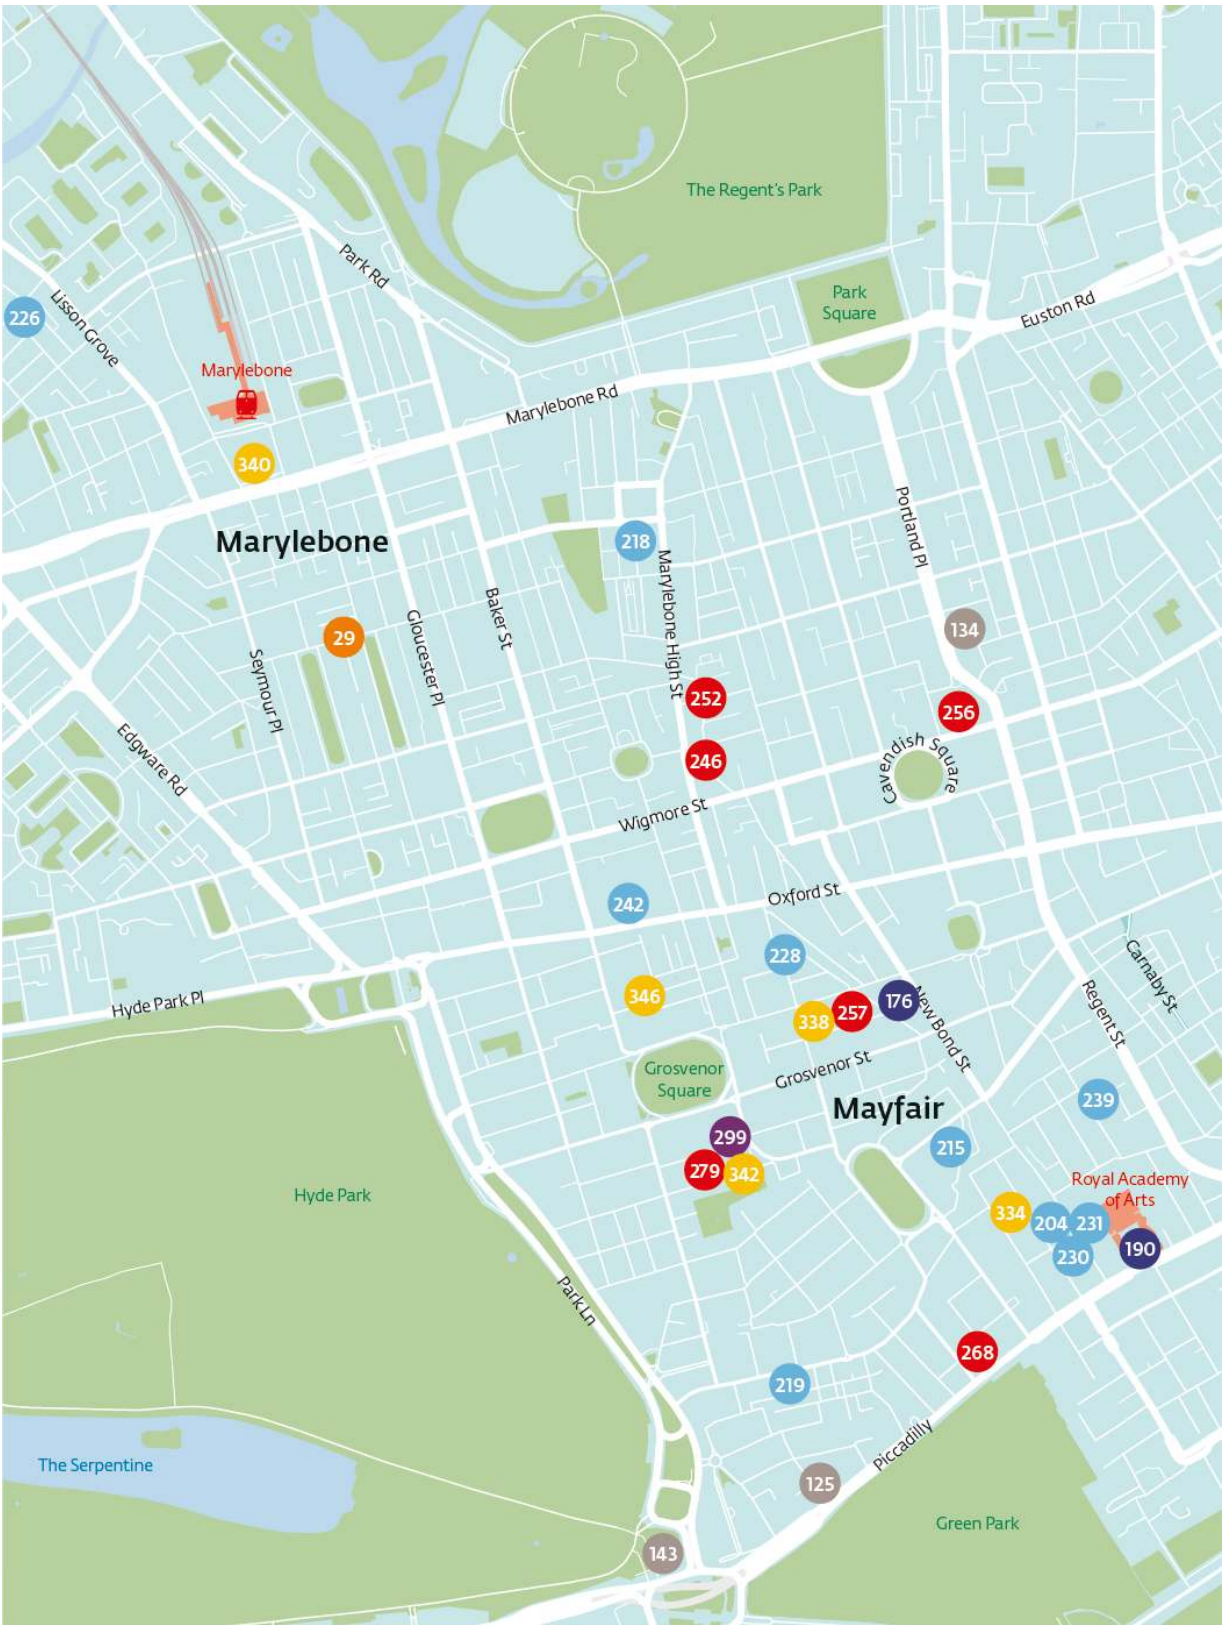 The Regent's Park
Park Rd
Park
Square
Euston Rd
Lisson Grove
226
Marylebone
Marylebone Rd
340
Portland Pl
Marylebone
218
Marylebone High St
Baker St
Gloucester Pl
29
134
Seymour Pl
252
256
Edgware Rd
246
Cavendish Square
Wigmore St
242
Oxford St
228
Carnaby St
346
176
New Bond St
Regent St
Hyde Park Pl
338
257
Grosvenor St
Grosvenor
Square
239
Mayfair
299
215
279
342
Royal Academy
of Arts
Hyde Park
334
204
231
190
230
Park Ln
268
219
Piccadilly
The Serpentine
125
Green Park
143